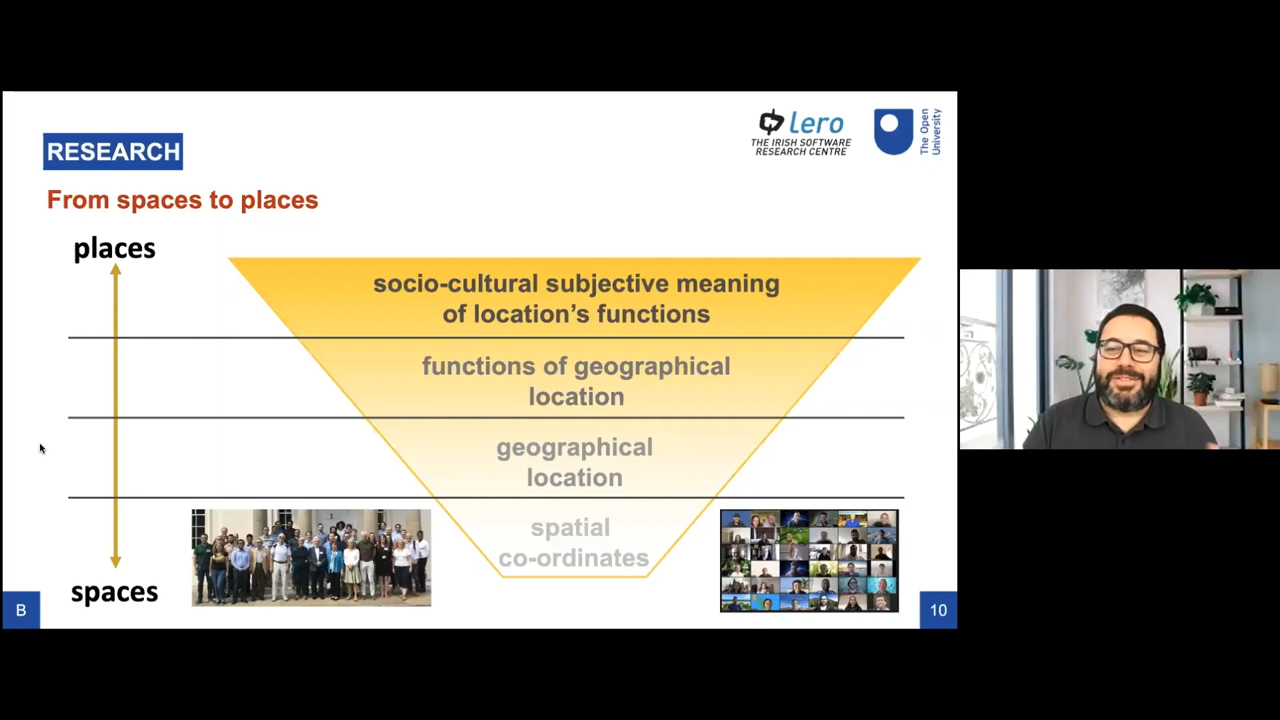 RESEARCH
lero
THE IRISH SOFTWARE
RESEARCH CENTRE
The Open
University
From spaces to places
places
socio-cultural subjective meaning
of location’s functions
functions of geographical
location
geographical
location
spatial
co-ordinates
spaces
B
10